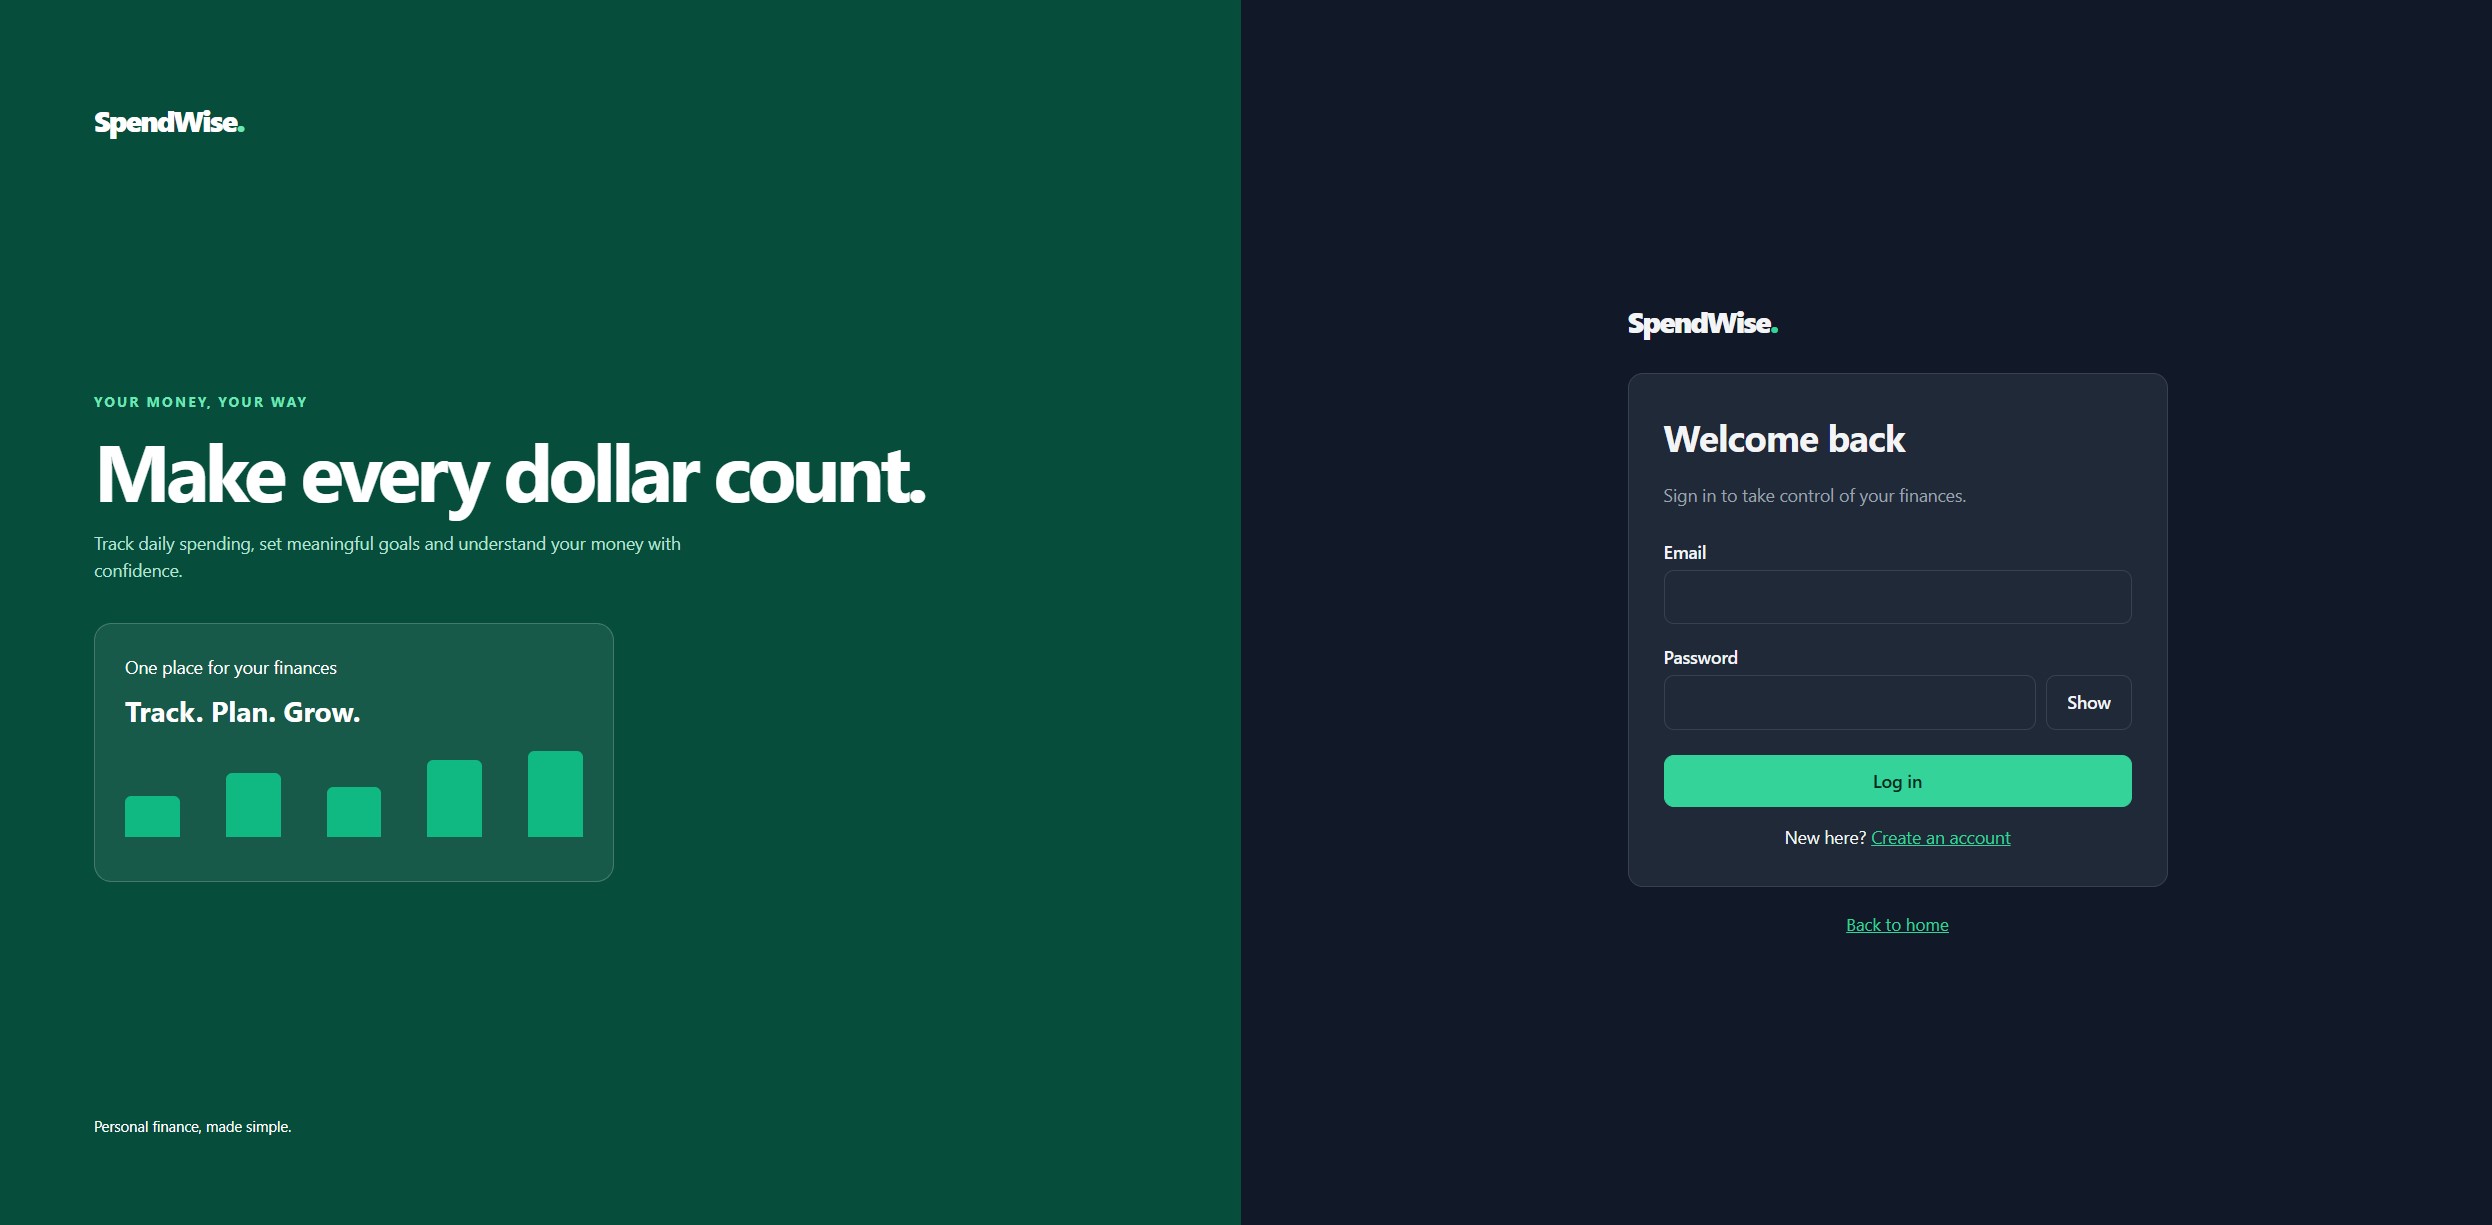 SpendWise.
YOUR MONEY, YOUR WAY
Make every dollar count.
Track daily spending, set meaningful goals and understand your money with
confidence.
One place for your finances
Track. Plan. Grow.
Personal finance, made simple.
SpendWise.
Welcome back
Sign in to take control of your finances.
Email
Password
Show
Log in
New here? Create an account
Back to home